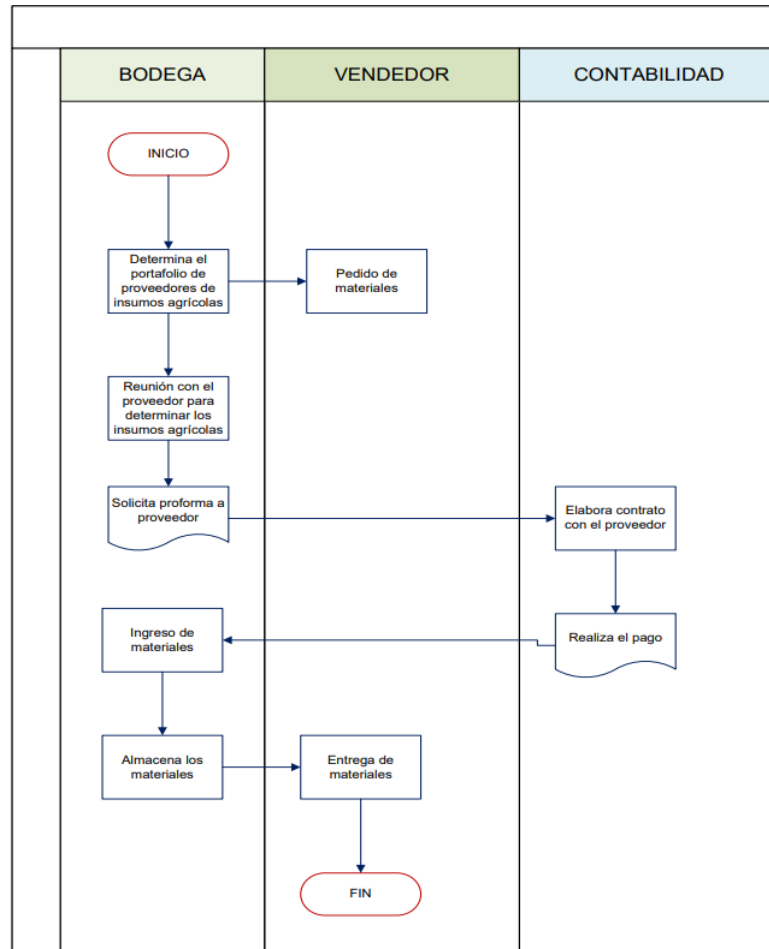 BODEGA
VENDEDOR
CONTABILIDAD
INICIO
Determina el
portafolio de
proveedores de
insumos agrícolas
Pedido de
materiales
Reunión con el
proveedor para
determinar los
insumos agrícolas
Solicita proforma a
proveedor
Elabora contrato
con el proveedor
Realiza el pago
Ingreso de
materiales
Almacena los
materiales
Entrega de
materiales
FIN